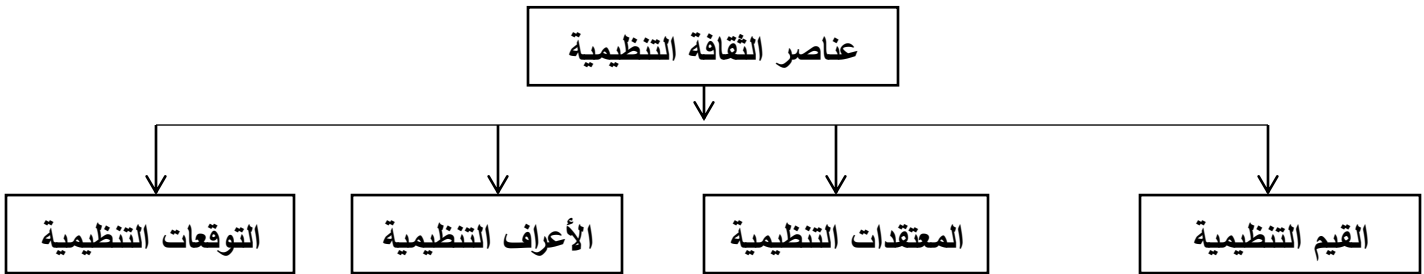 عناصر الثقافة التنظيمية
القيم التنظيمية
المعتقدات التنظيمية
الأعراف التنظيمية
التوقعات التنظيمية